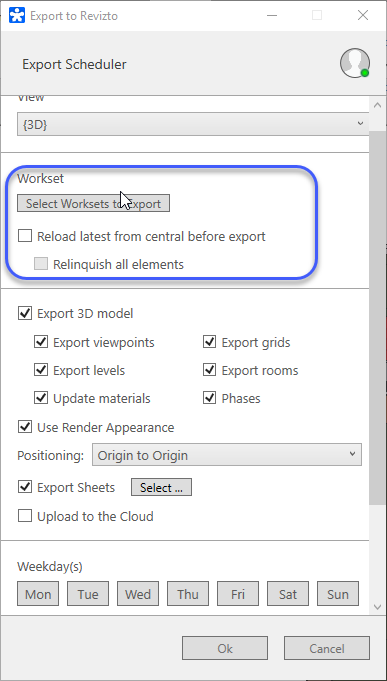 Export to Revizto
Export Scheduler
View
{3D}
Workset
Select Worksets to Export
Reload latest from central before export
Relinquish all elements
Export 3D model
Export viewpoints Export grids
Export levels Export rooms
Update materials Phases
Use Render Appearance
Positioning: Origin to Origin
Export Sheets Select ...
Upload to the Cloud
Weekday(s)
Mon Tue Wed Thu Fri Sat Sun
Ok Cancel